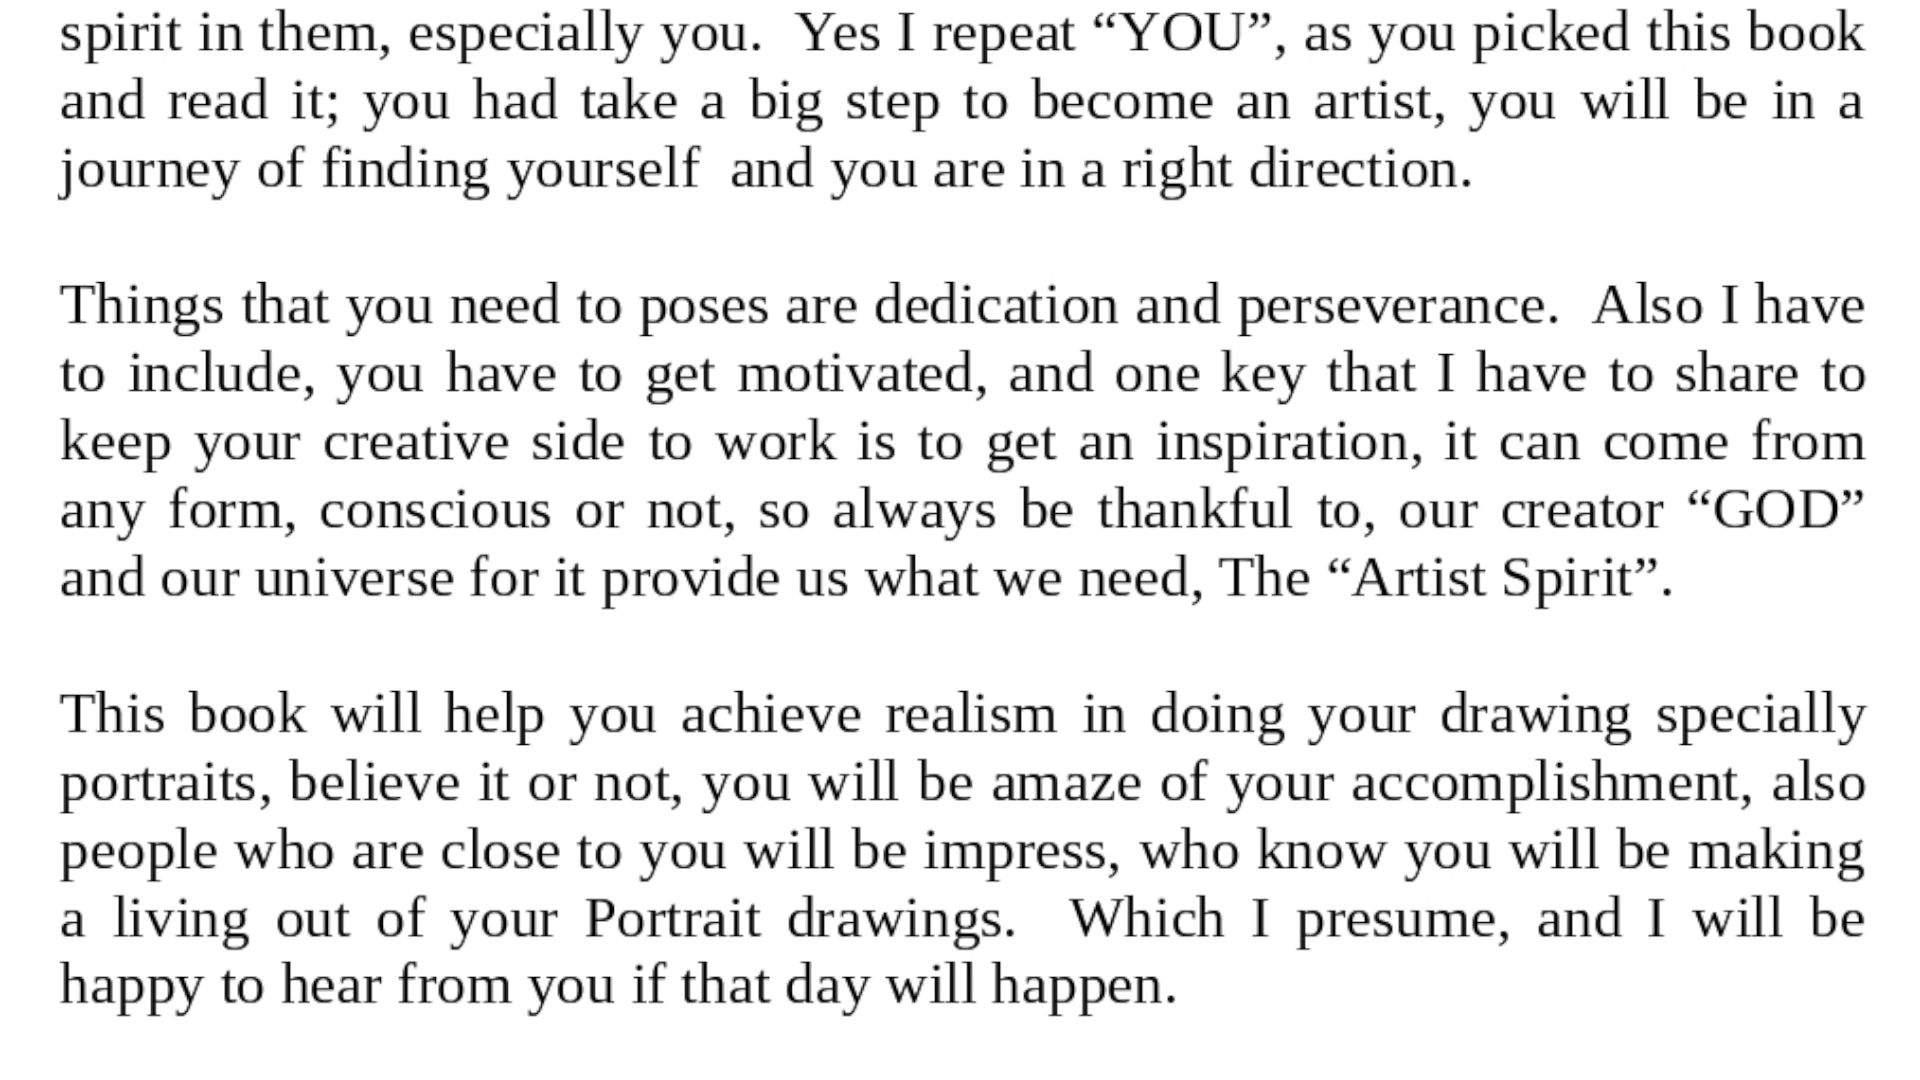 spirit in them, especially you.  Yes I repeat “YOU”, as you picked this book
and read it; you had take a big step to become an artist, you will be in a
journey of finding yourself  and you are in a right direction.
Things that you need to poses are dedication and perseverance.  Also I have
to include, you have to get motivated, and one key that I have to share to
keep your creative side to work is to get an inspiration, it can come from
any form, conscious or not, so always be thankful to, our creator “GOD”
and our universe for it provide us what we need, The “Artist Spirit”.
This book will help you achieve realism in doing your drawing specially
portraits, believe it or not, you will be amaze of your accomplishment, also
people who are close to you will be impress, who know you will be making
a living out of your Portrait drawings.  Which I presume, and I will be
happy to hear from you if that day will happen.